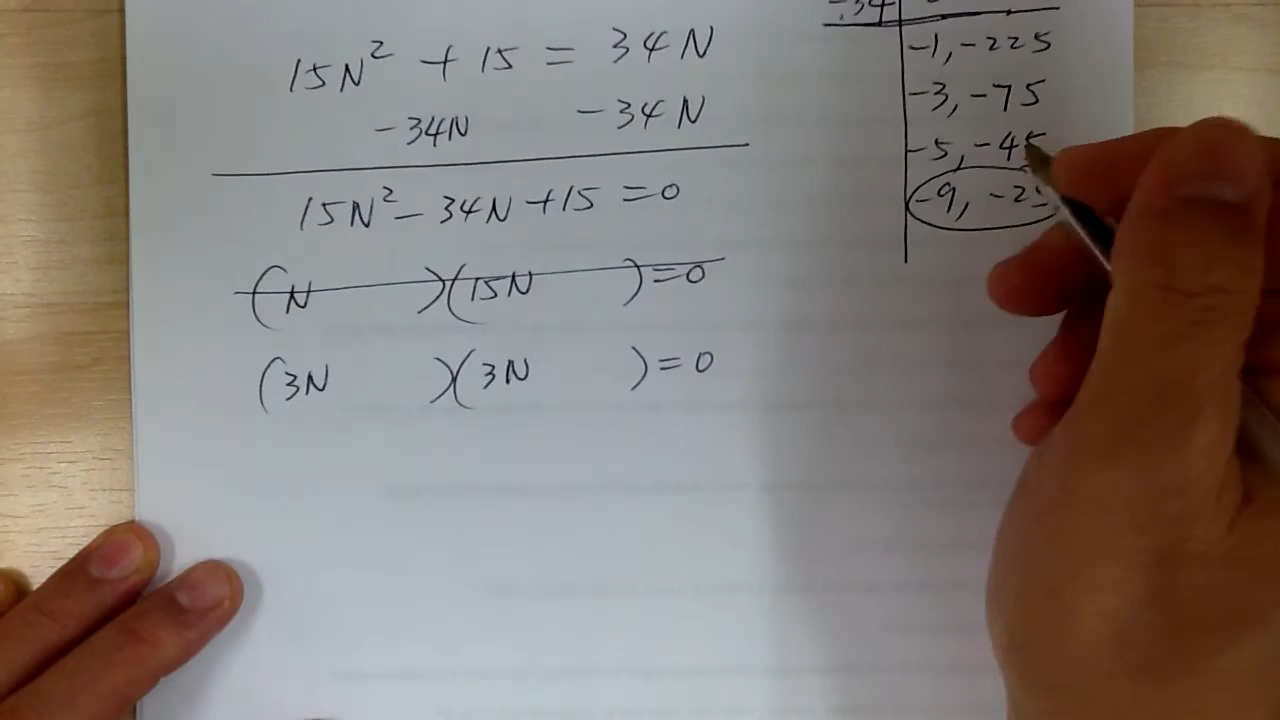 15N² + 15 = 34N
-34N -34N
15N² - 34N + 15 = 0
(N )(15N ) = 0
(3N )(3N ) = 0
-34
-1, -225
-3, -75
-5, -45
-9, -25